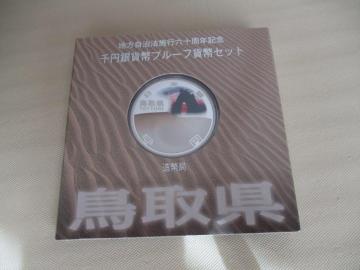 地方自治法施行六十周年記念
千円銀貨幣プルーフ貨幣セット
鳥取県
TOTTORI
造幣局
鳥取県